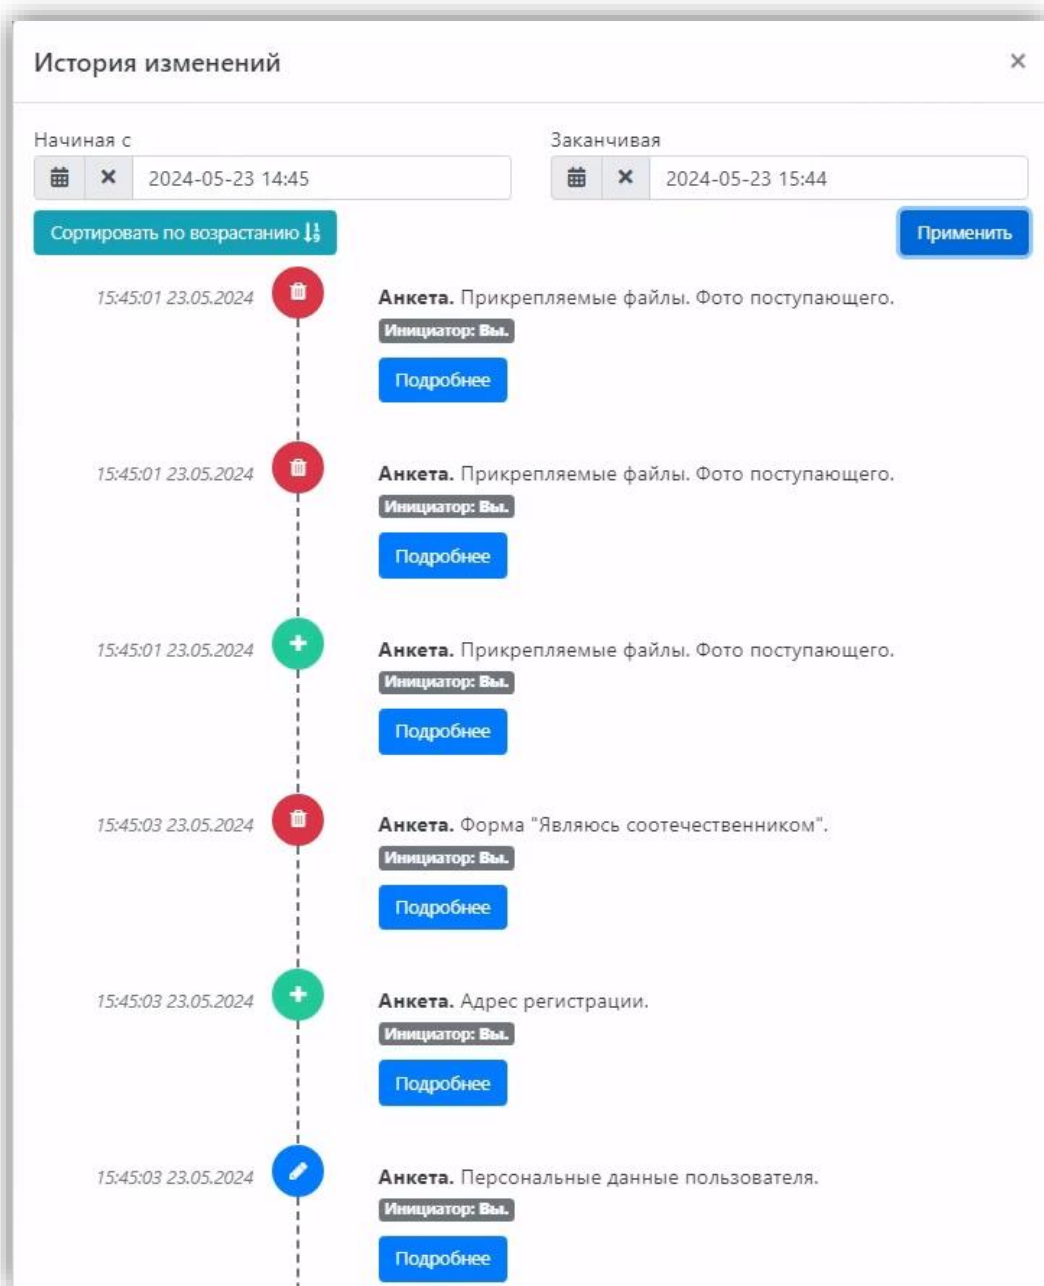 История изменений
Начиная с
Заканчивая
2024-05-23 14:45
2024-05-23 15:44
Сортировать по возрастанию
Применить
15:45:01 23.05.2024
Анкета. Прикрепляемые файлы. Фото поступающего.
Инициатор: Вы.
Подробнее
15:45:01 23.05.2024
Анкета. Прикрепляемые файлы. Фото поступающего.
Инициатор: Вы.
Подробнее
15:45:01 23.05.2024
Анкета. Прикрепляемые файлы. Фото поступающего.
Инициатор: Вы.
Подробнее
15:45:03 23.05.2024
Анкета. Форма "Являюсь соотечественником".
Инициатор: Вы.
Подробнее
15:45:03 23.05.2024
Анкета. Адрес регистрации.
Инициатор: Вы.
Подробнее
15:45:03 23.05.2024
Анкета. Персональные данные пользователя.
Инициатор: Вы.
Подробнее